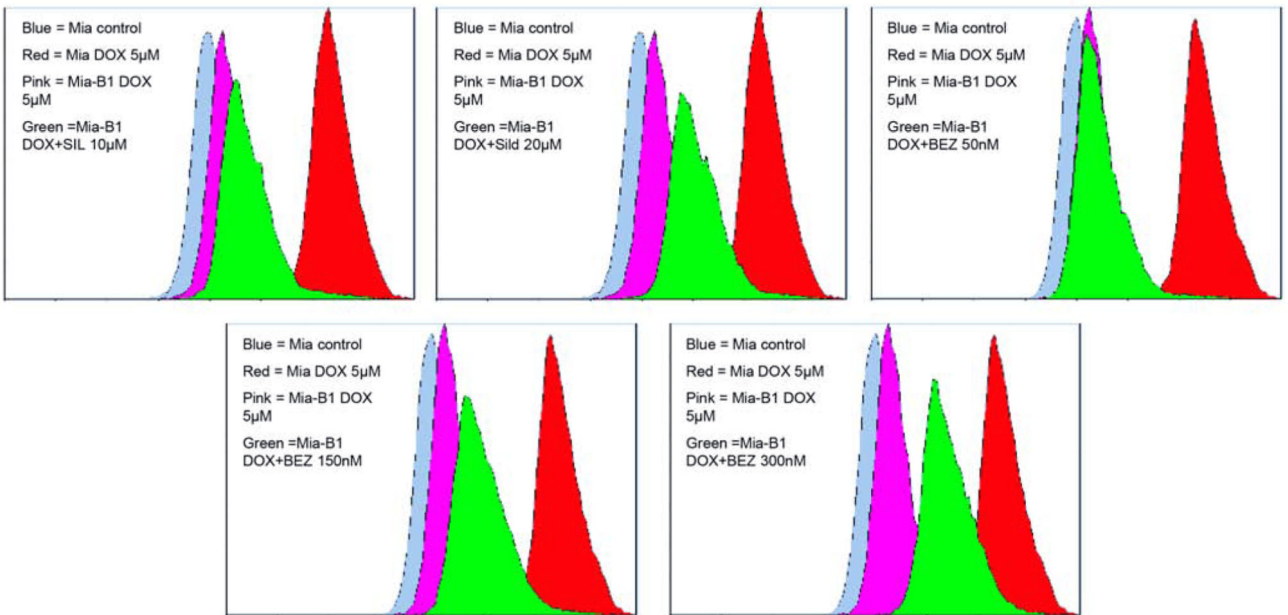 Blue = Mia control
Red = Mia DOX 5µM
Pink = Mia-B1 DOX
5µM
Green =Mia-B1
DOX+SIL 10µM
Blue = Mia control
Red = Mia DOX 5µM
Pink = Mia-B1 DOX
5µM
Green =Mia-B1
DOX+Sild 20µM
Blue = Mia control
Red = Mia DOX 5µM
Pink = Mia-B1 DOX
5µM
Green =Mia-B1
DOX+BEZ 50nM
Blue = Mia control
Red = Mia DOX 5µM
Pink = Mia-B1 DOX
5µM
Green =Mia-B1
DOX+BEZ 150nM
Blue = Mia control
Red = Mia DOX 5µM
Pink = Mia-B1 DOX
5µM
Green =Mia-B1
DOX+BEZ 300nM